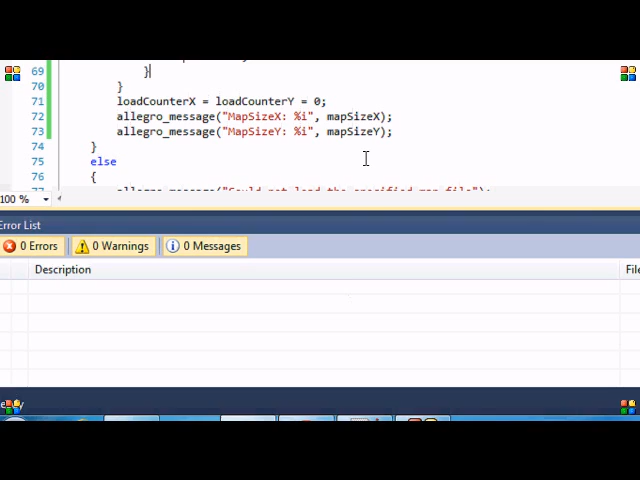 69 }
70 }
71 loadCounterX = loadCounterY = 0;
72 allegro_message("MapSizeX: %i", mapSizeX);
73 allegro_message("MapSizeY: %i", mapSizeY);
74 }
75 else
76 {
77 allegro_message("Could not load the specified map file");
100 %
Error List
0 Errors 0 Warnings 0 Messages
Description File